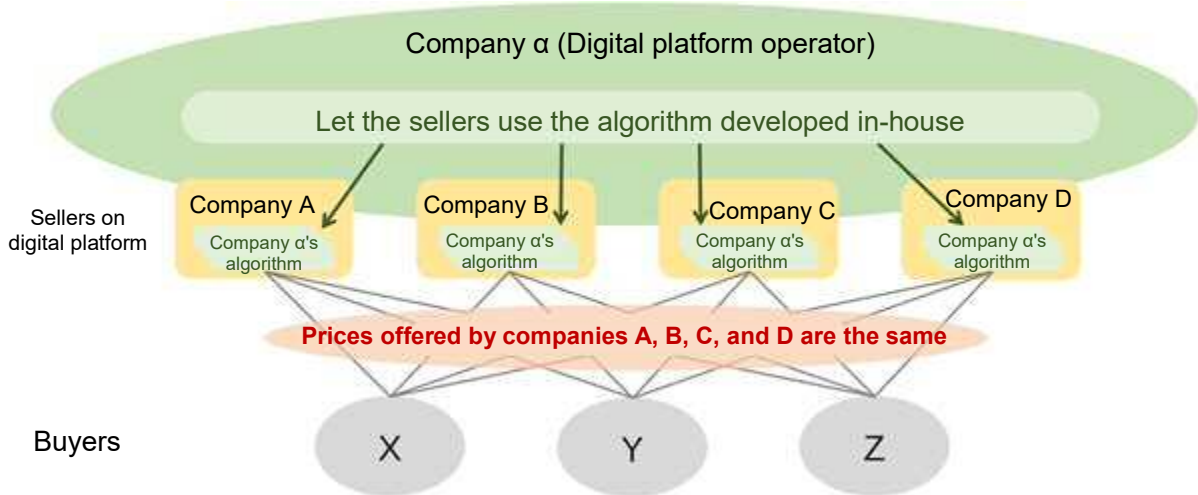 Company α (Digital platform operator)
Let the sellers use the algorithm developed in-house
Sellers on
digital platform
Company A
Company α's
algorithm
Company B
Company α's
algorithm
Company C
Company α's
algorithm
Company D
Company α's
algorithm
Prices offered by companies A, B, C, and D are the same
Buyers
X
Y
Z